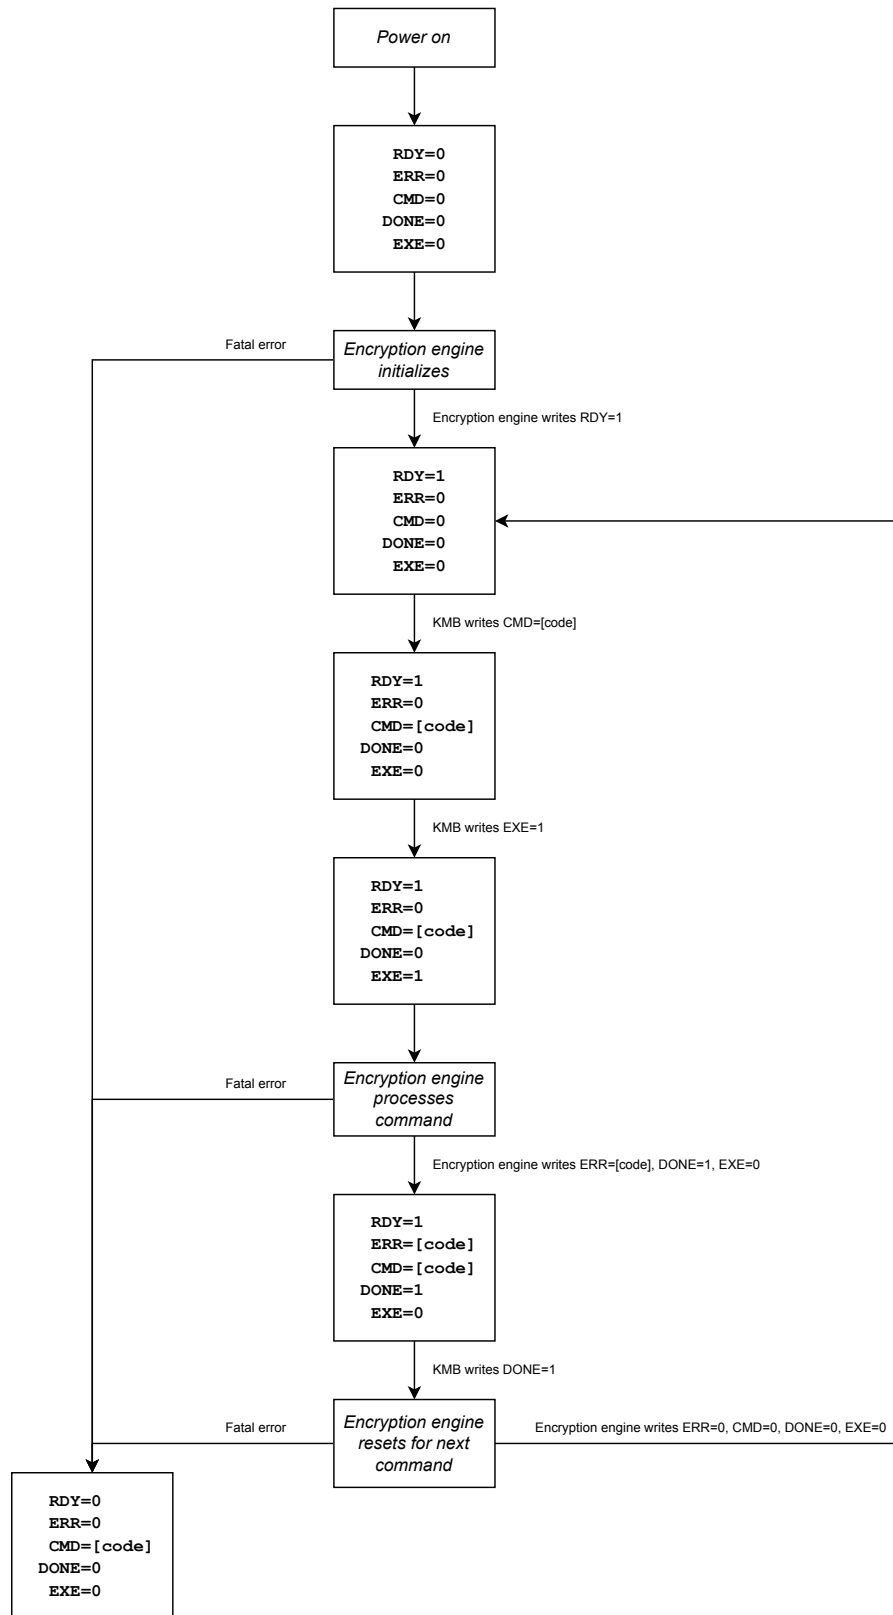 Power on
RDY=0
ERR=0
CMD=0
DONE=0
EXE=0
Fatal error
Encryption engine
initializes
Encryption engine writes RDY=1
RDY=1
ERR=0
CMD=0
DONE=0
EXE=0
KMB writes CMD=[code]
RDY=1
ERR=0
CMD=[code]
DONE=0
EXE=0
KMB writes EXE=1
RDY=1
ERR=0
CMD=[code]
DONE=0
EXE=1
Fatal error
Encryption engine
processes
command
Encryption engine writes ERR=[code], DONE=1, EXE=0
RDY=1
ERR=[code]
CMD=[code]
DONE=1
EXE=0
KMB writes DONE=1
Fatal error
Encryption engine
resets for next
command
Encryption engine writes ERR=0, CMD=0, DONE=0, EXE=0
RDY=0
ERR=0
CMD=[code]
DONE=0
EXE=0